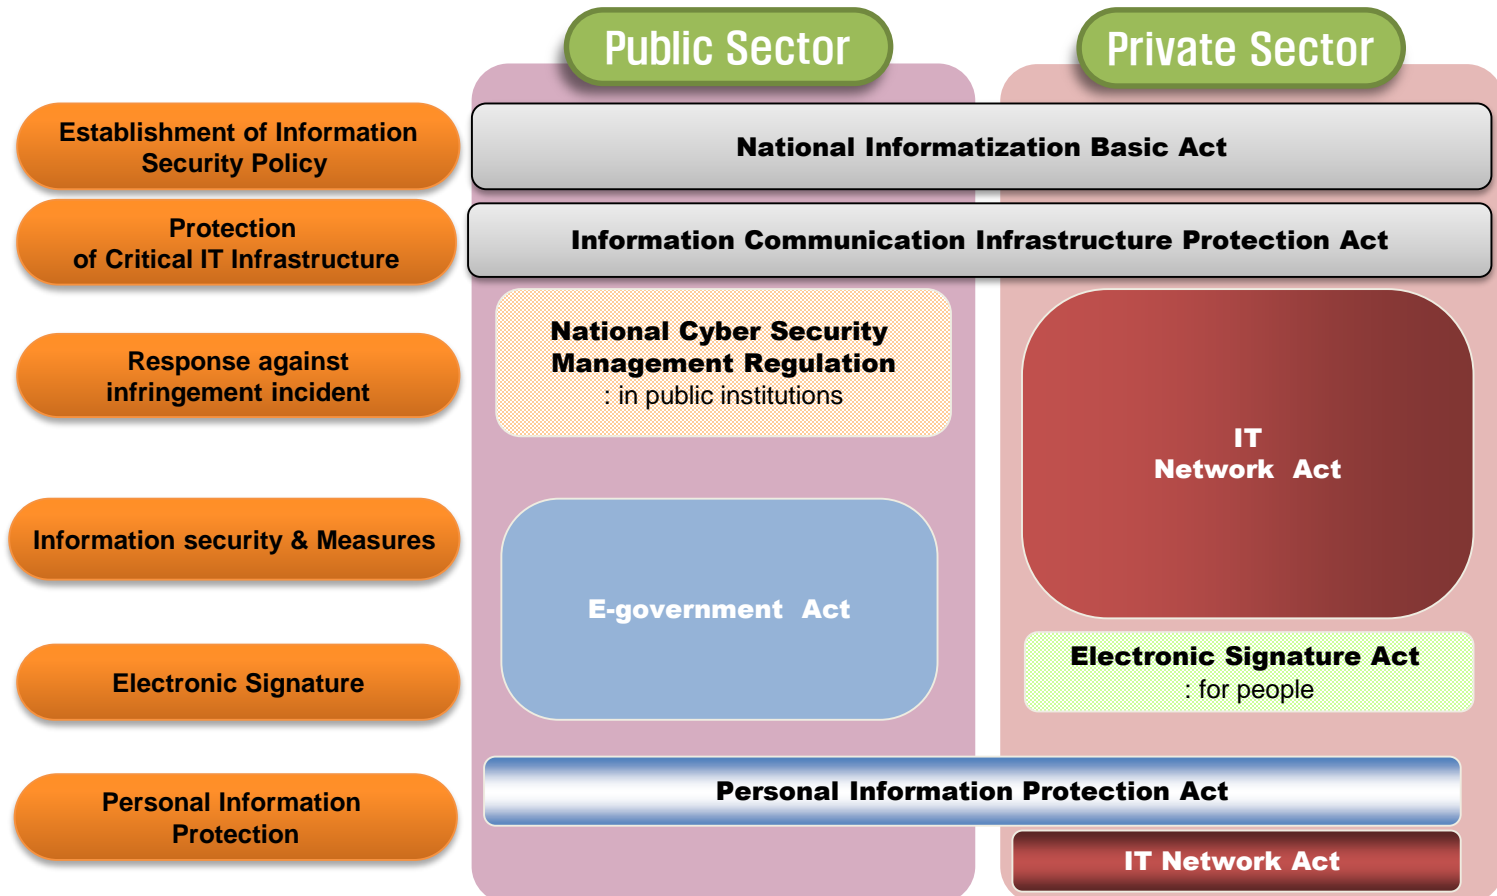 Public Sector
Private Sector
Establishment of Information
Security Policy
National Informatization Basic Act
Protection
of Critical IT Infrastructure
Information Communication Infrastructure Protection Act
Response against
infringement incident
National Cyber Security
Management Regulation
: in public institutions
IT
Network Act
Information security & Measures
E-government Act
Electronic Signature
Electronic Signature Act
: for people
Personal Information
Protection
Personal Information Protection Act
IT Network Act